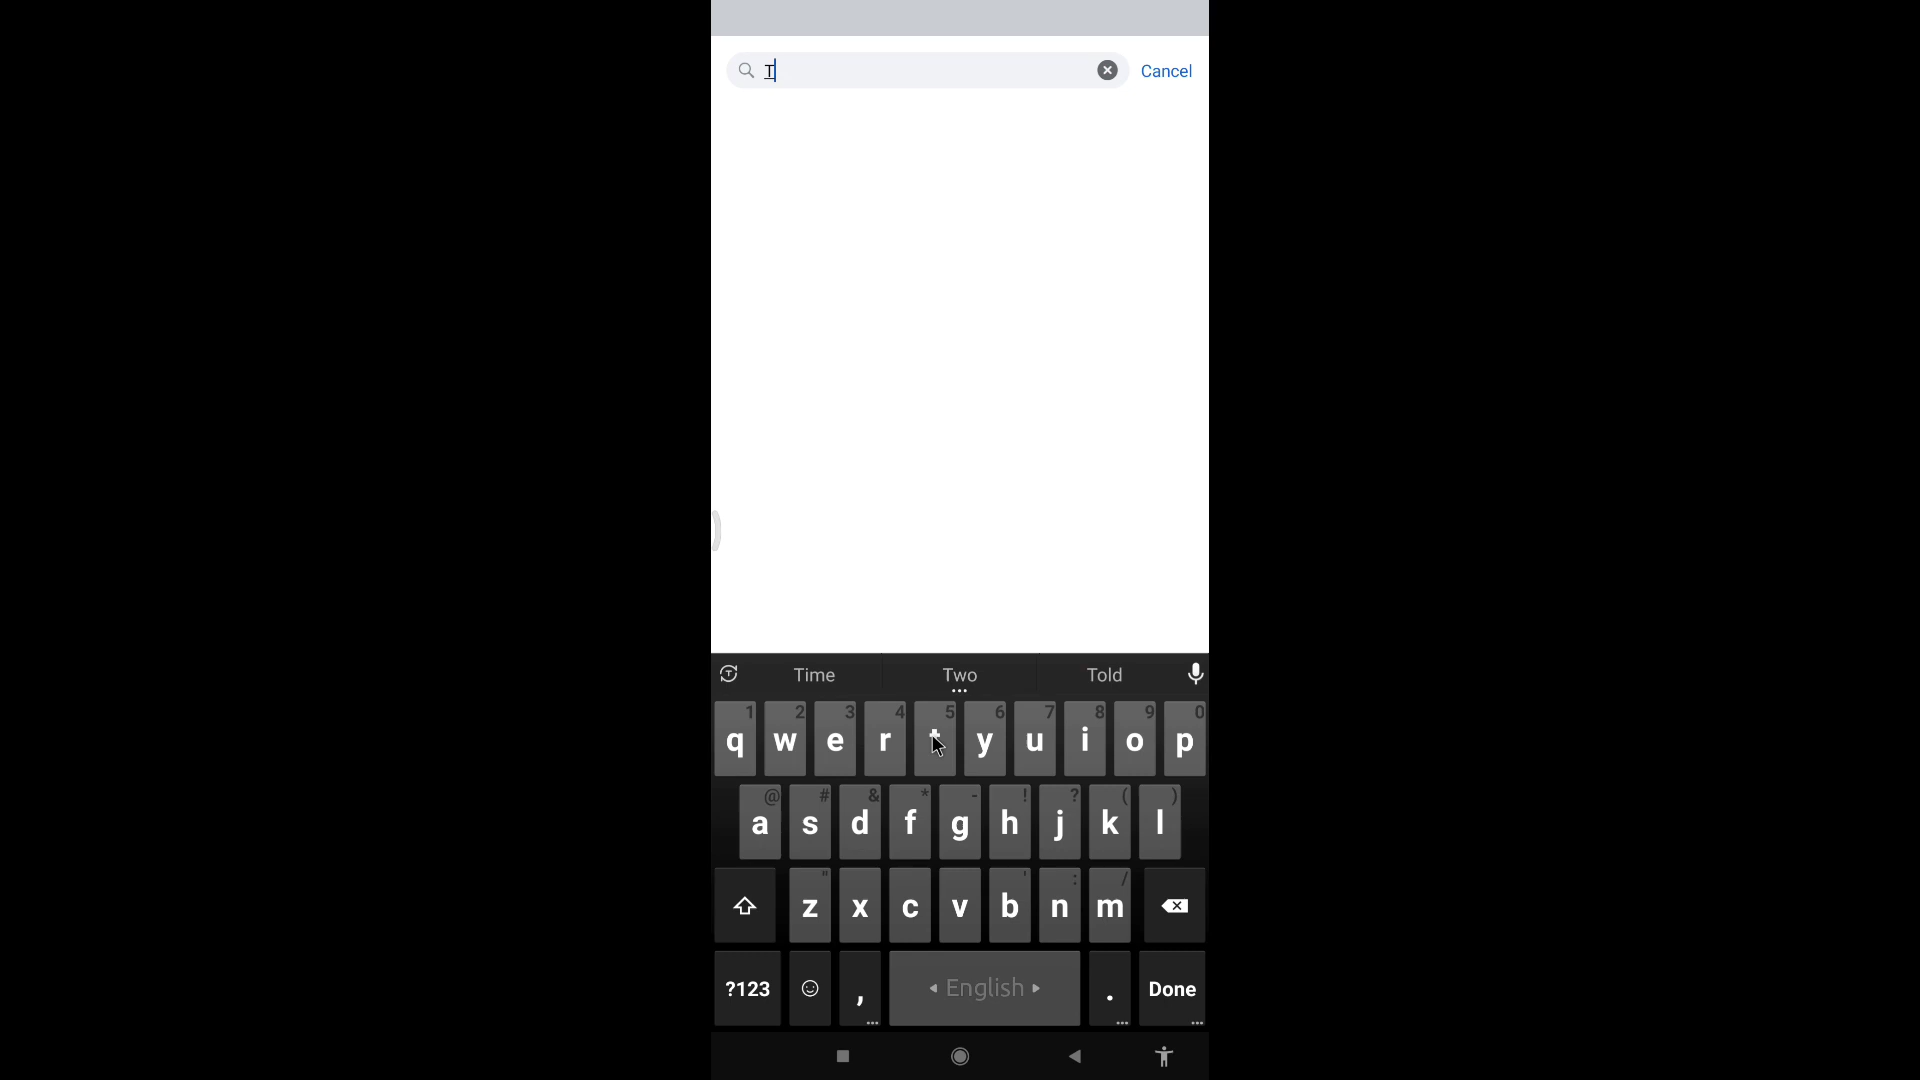 T
Cancel
Time Two Told
1 2 3 4 5 6 7 8 9 0
q w e r t y u i o p
@ # & * - ! ? ( )
a s d f g h j k l
" ' : /
z x c v b n m
?123 , English . Done